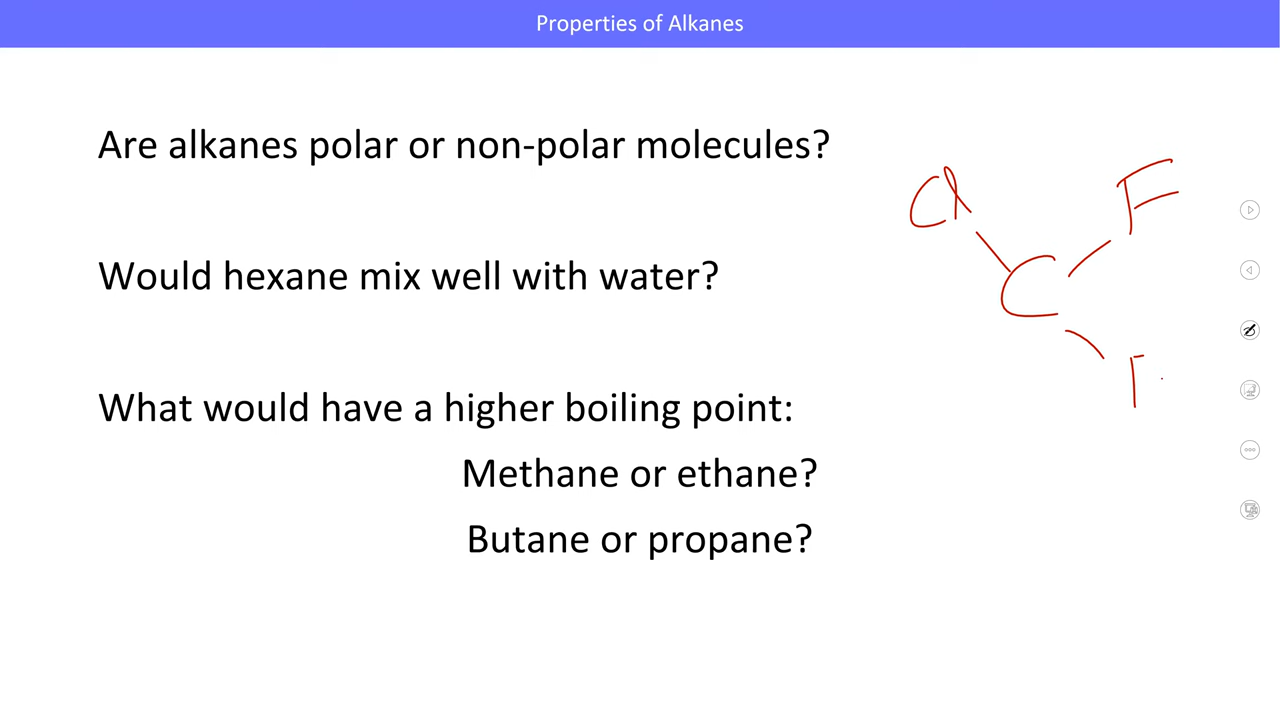 Properties of Alkanes
Are alkanes polar or non-polar molecules?
Cl
F
Would hexane mix well with water?
C
What would have a higher boiling point:
Methane or ethane?
Butane or propane?